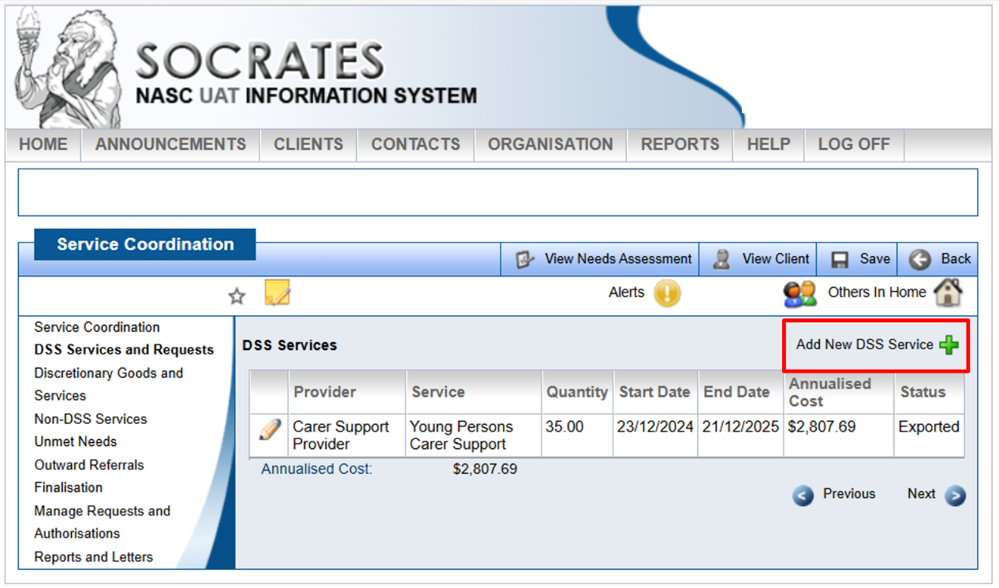 SOCRATES
NASC UAT INFORMATION SYSTEM
HOME ANNOUNCEMENTS CLIENTS CONTACTS ORGANISATION REPORTS HELP LOG OFF
Service Coordination
View Needs Assessment View Client Save Back
Alerts Others In Home
Service Coordination
DSS Services and Requests
Discretionary Goods and
Services
Non-DSS Services
Unmet Needs
Outward Referrals
Finalisation
Manage Requests and
Authorisations
Reports and Letters
DSS Services
Add New DSS Service
Provider Service Quantity Start Date End Date Annualised
Cost Status
Carer Support
Provider
Young Persons
Carer Support
35.00 23/12/2024 21/12/2025 $2,807.69 Exported
Annualised Cost: $2,807.69
Previous Next